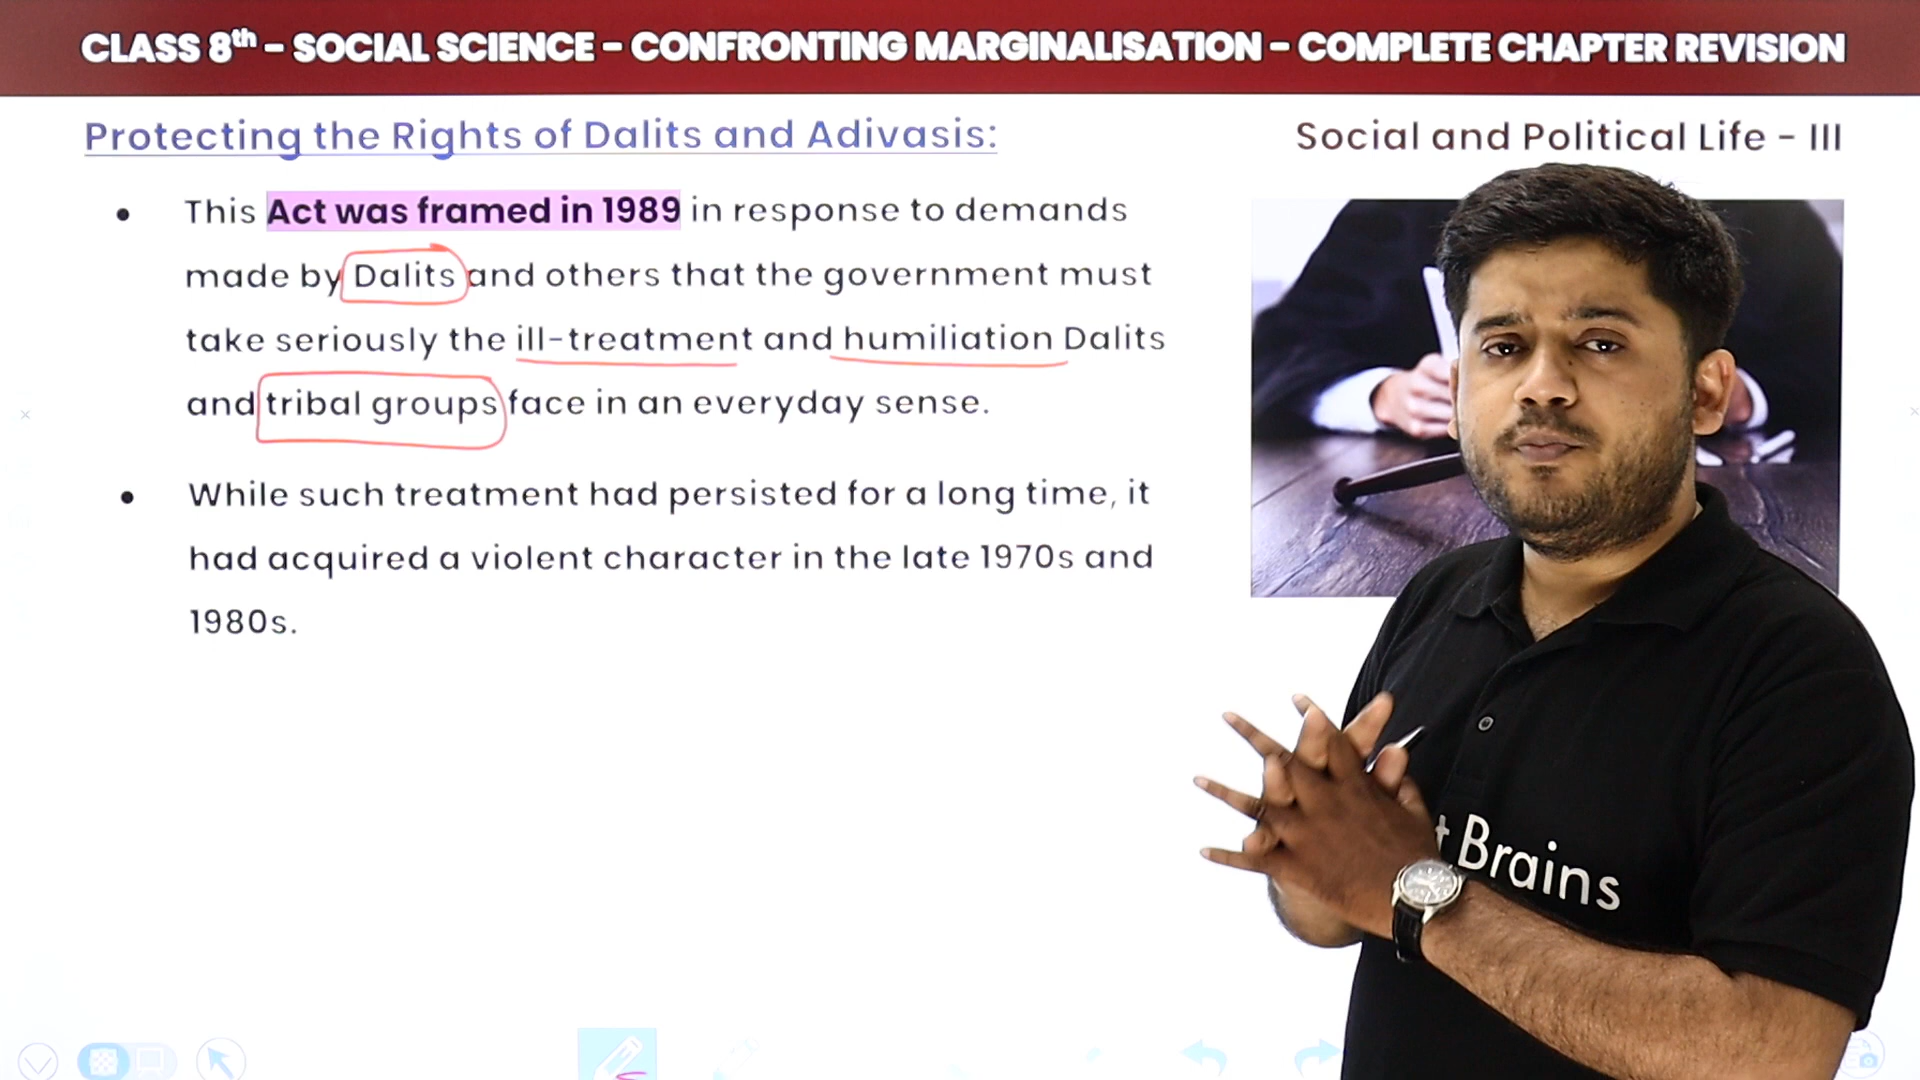 CLASS 8th – SOCIAL SCIENCE – CONFRONTING MARGINALISATION – COMPLETE CHAPTER REVISION
Protecting the Rights of Dalits and Adivasis:
Social and Political Life - III
• This Act was framed in 1989 in response to demands
made by Dalits and others that the government must
take seriously the ill-treatment and humiliation Dalits
and tribal groups face in an everyday sense.
• While such treatment had persisted for a long time, it
had acquired a violent character in the late 1970s and
1980s.
t Brains